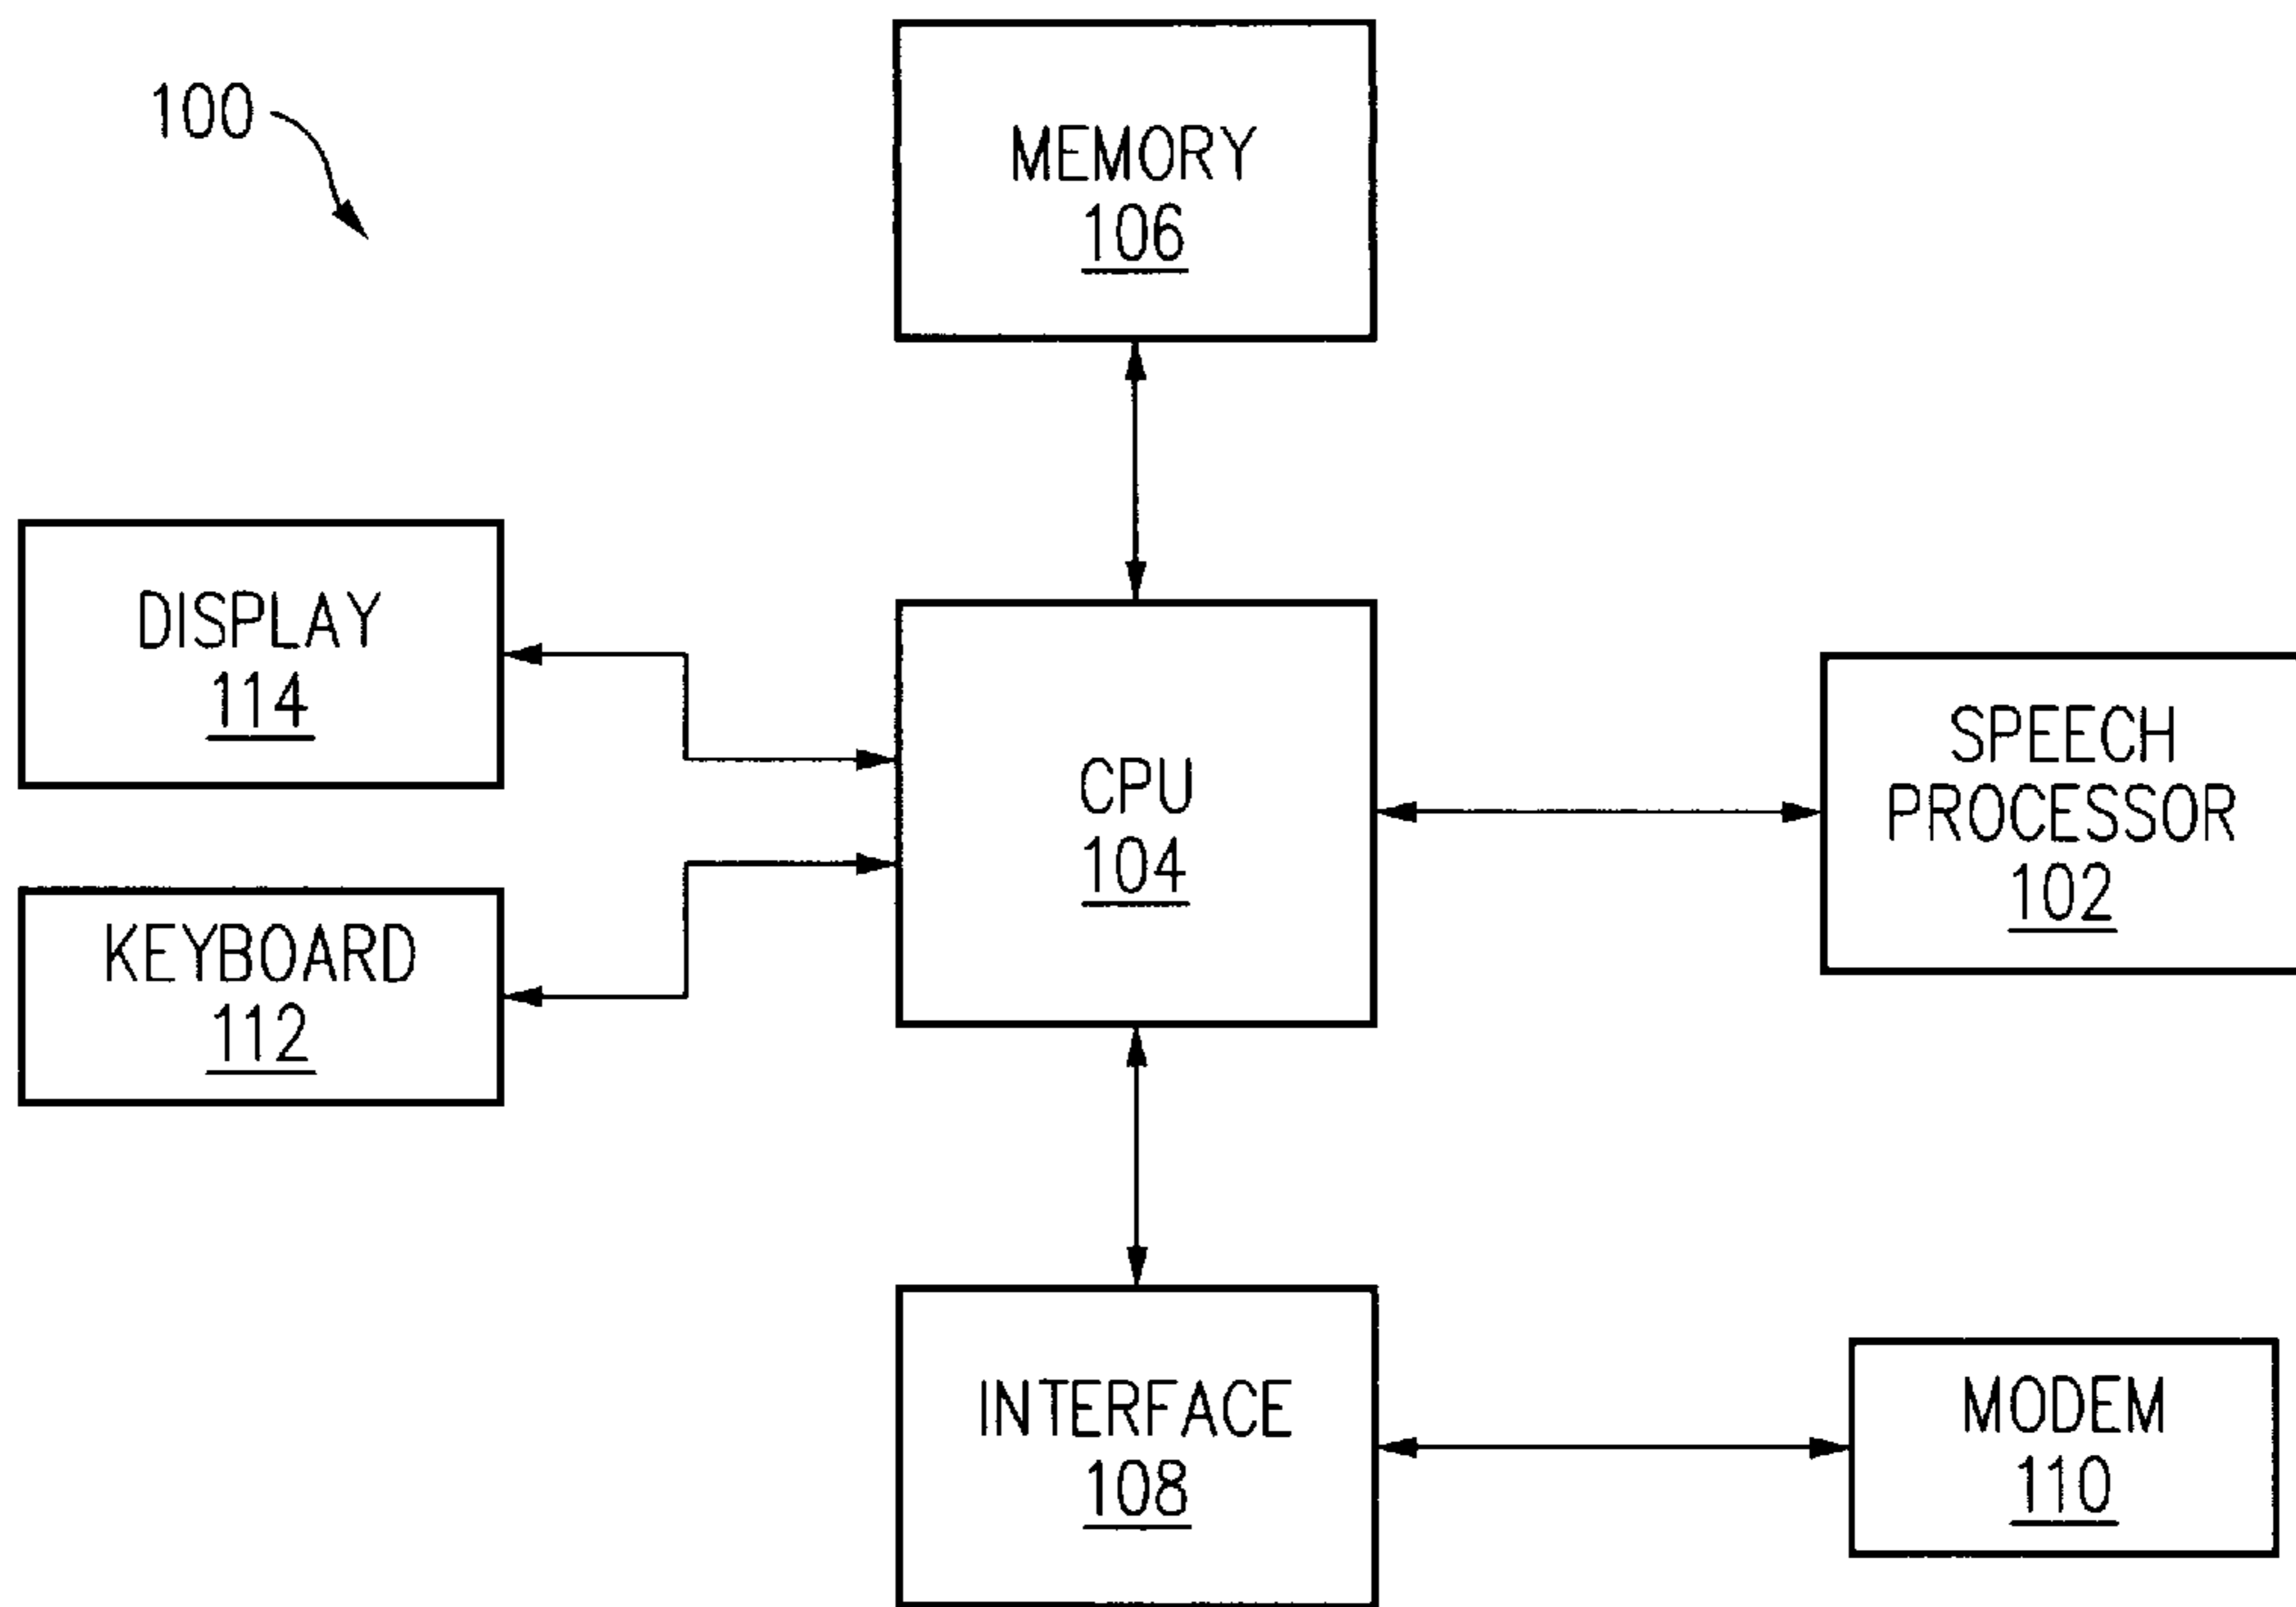 100
MEMORY
106
DISPLAY
114
CPU
104
SPEECH
PROCESSOR
102
KEYBOARD
112
INTERFACE
108
MODEM
110